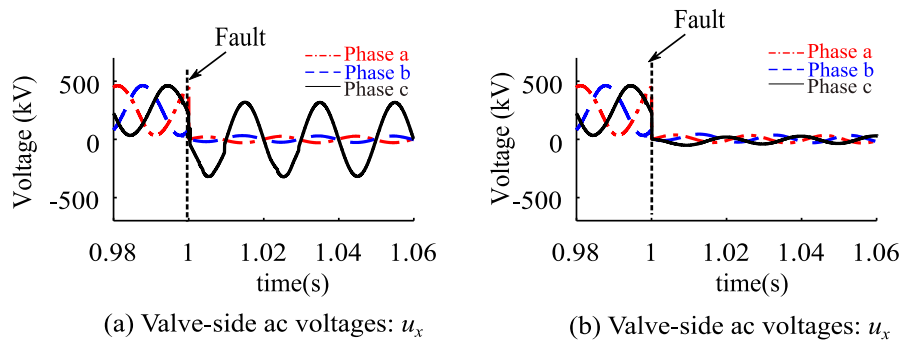 Fault
Phase a
Phase b
Phase c
Voltage (kV)
500
0
-500
0.98 1 1.02 1.04 1.06
time(s)
(a) Valve-side ac voltages: uₓ
Fault
Phase a
Phase b
Phase c
Voltage (kV)
500
0
-500
0.98 1 1.02 1.04 1.06
time(s)
(b) Valve-side ac voltages: uₓ